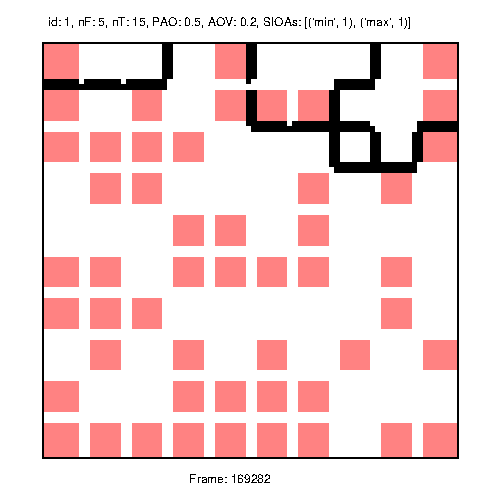 id: 1, nF: 5, nT: 15, PAO: 0.5, AOV: 0.2, SIOAs: [('min', 1), ('max', 1)]
Frame: 169282